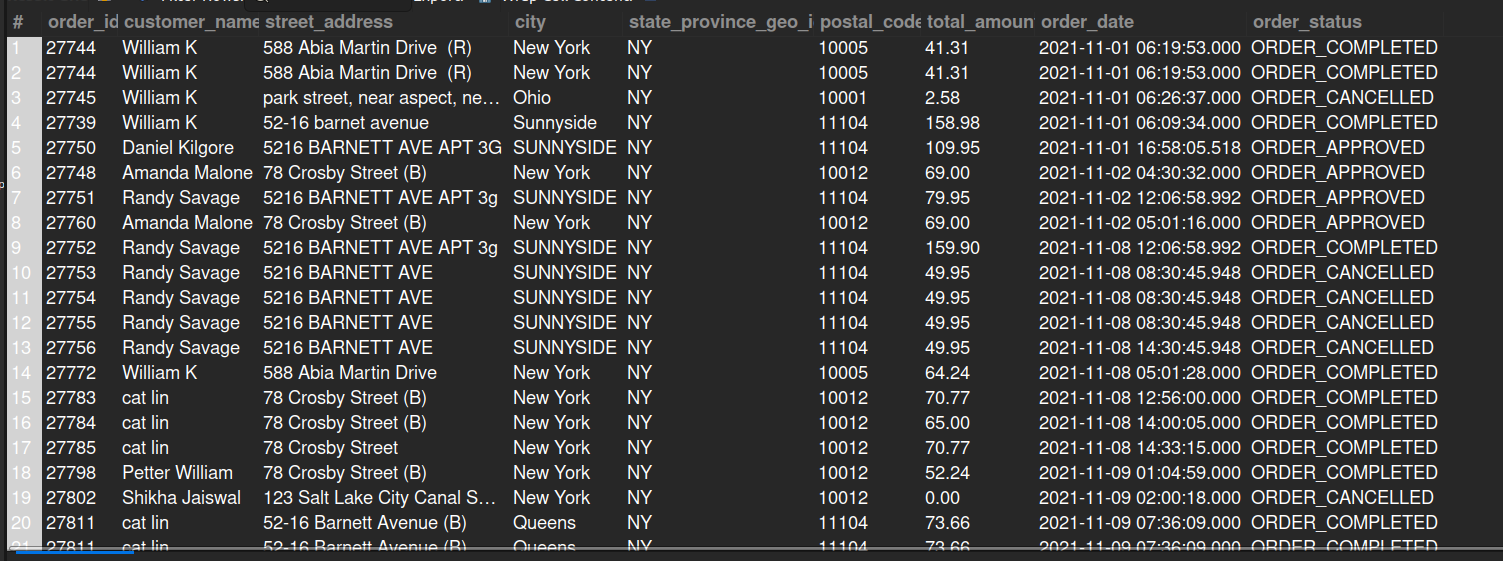 # order_id customer_name street_address city state_province_geo_i postal_code total_amoun order_date order_status
1 27744 William K 588 Abia Martin Drive (R) New York NY 10005 41.31 2021-11-01 06:19:53.000 ORDER_COMPLETED
2 27744 William K 588 Abia Martin Drive (R) New York NY 10005 41.31 2021-11-01 06:19:53.000 ORDER_COMPLETED
3 27745 William K park street, near aspect, ne… Ohio NY 10001 2.58 2021-11-01 06:26:37.000 ORDER_CANCELLED
4 27739 William K 52-16 barnet avenue Sunnyside NY 11104 158.98 2021-11-01 06:09:34.000 ORDER_COMPLETED
5 27750 Daniel Kilgore 5216 BARNETT AVE APT 3G SUNNYSIDE NY 11104 109.95 2021-11-01 16:58:05.518 ORDER_APPROVED
6 27748 Amanda Malone 78 Crosby Street (B) New York NY 10012 69.00 2021-11-02 04:30:32.000 ORDER_APPROVED
7 27751 Randy Savage 5216 BARNETT AVE APT 3g SUNNYSIDE NY 11104 79.95 2021-11-02 12:06:58.992 ORDER_APPROVED
8 27760 Amanda Malone 78 Crosby Street (B) New York NY 10012 69.00 2021-11-02 05:01:16.000 ORDER_APPROVED
9 27752 Randy Savage 5216 BARNETT AVE APT 3g SUNNYSIDE NY 11104 159.90 2021-11-08 12:06:58.992 ORDER_COMPLETED
10 27753 Randy Savage 5216 BARNETT AVE SUNNYSIDE NY 11104 49.95 2021-11-08 08:30:45.948 ORDER_CANCELLED
11 27754 Randy Savage 5216 BARNETT AVE SUNNYSIDE NY 11104 49.95 2021-11-08 08:30:45.948 ORDER_CANCELLED
12 27755 Randy Savage 5216 BARNETT AVE SUNNYSIDE NY 11104 49.95 2021-11-08 08:30:45.948 ORDER_CANCELLED
13 27756 Randy Savage 5216 BARNETT AVE SUNNYSIDE NY 11104 49.95 2021-11-08 14:30:45.948 ORDER_CANCELLED
14 27772 William K 588 Abia Martin Drive New York NY 10005 64.24 2021-11-08 05:01:28.000 ORDER_COMPLETED
15 27783 cat lin 78 Crosby Street (B) New York NY 10012 70.77 2021-11-08 12:56:00.000 ORDER_COMPLETED
16 27784 cat lin 78 Crosby Street (B) New York NY 10012 65.00 2021-11-08 14:00:05.000 ORDER_COMPLETED
17 27785 cat lin 78 Crosby Street New York NY 10012 70.77 2021-11-08 14:33:15.000 ORDER_COMPLETED
18 27798 Petter William 78 Crosby Street (B) New York NY 10012 52.24 2021-11-09 01:04:59.000 ORDER_COMPLETED
19 27802 Shikha Jaiswal 123 Salt Lake City Canal S… New York NY 10012 0.00 2021-11-09 02:00:18.000 ORDER_CANCELLED
20 27811 cat lin 52-16 Barnett Avenue (B) Queens NY 11104 73.66 2021-11-09 07:36:09.000 ORDER_COMPLETED
21 27811 cat lin 52-16 Barnett Avenue (B) Queens NY 11104 73.66 2021-11-09 07:36:09.000 ORDER_COMPLETED